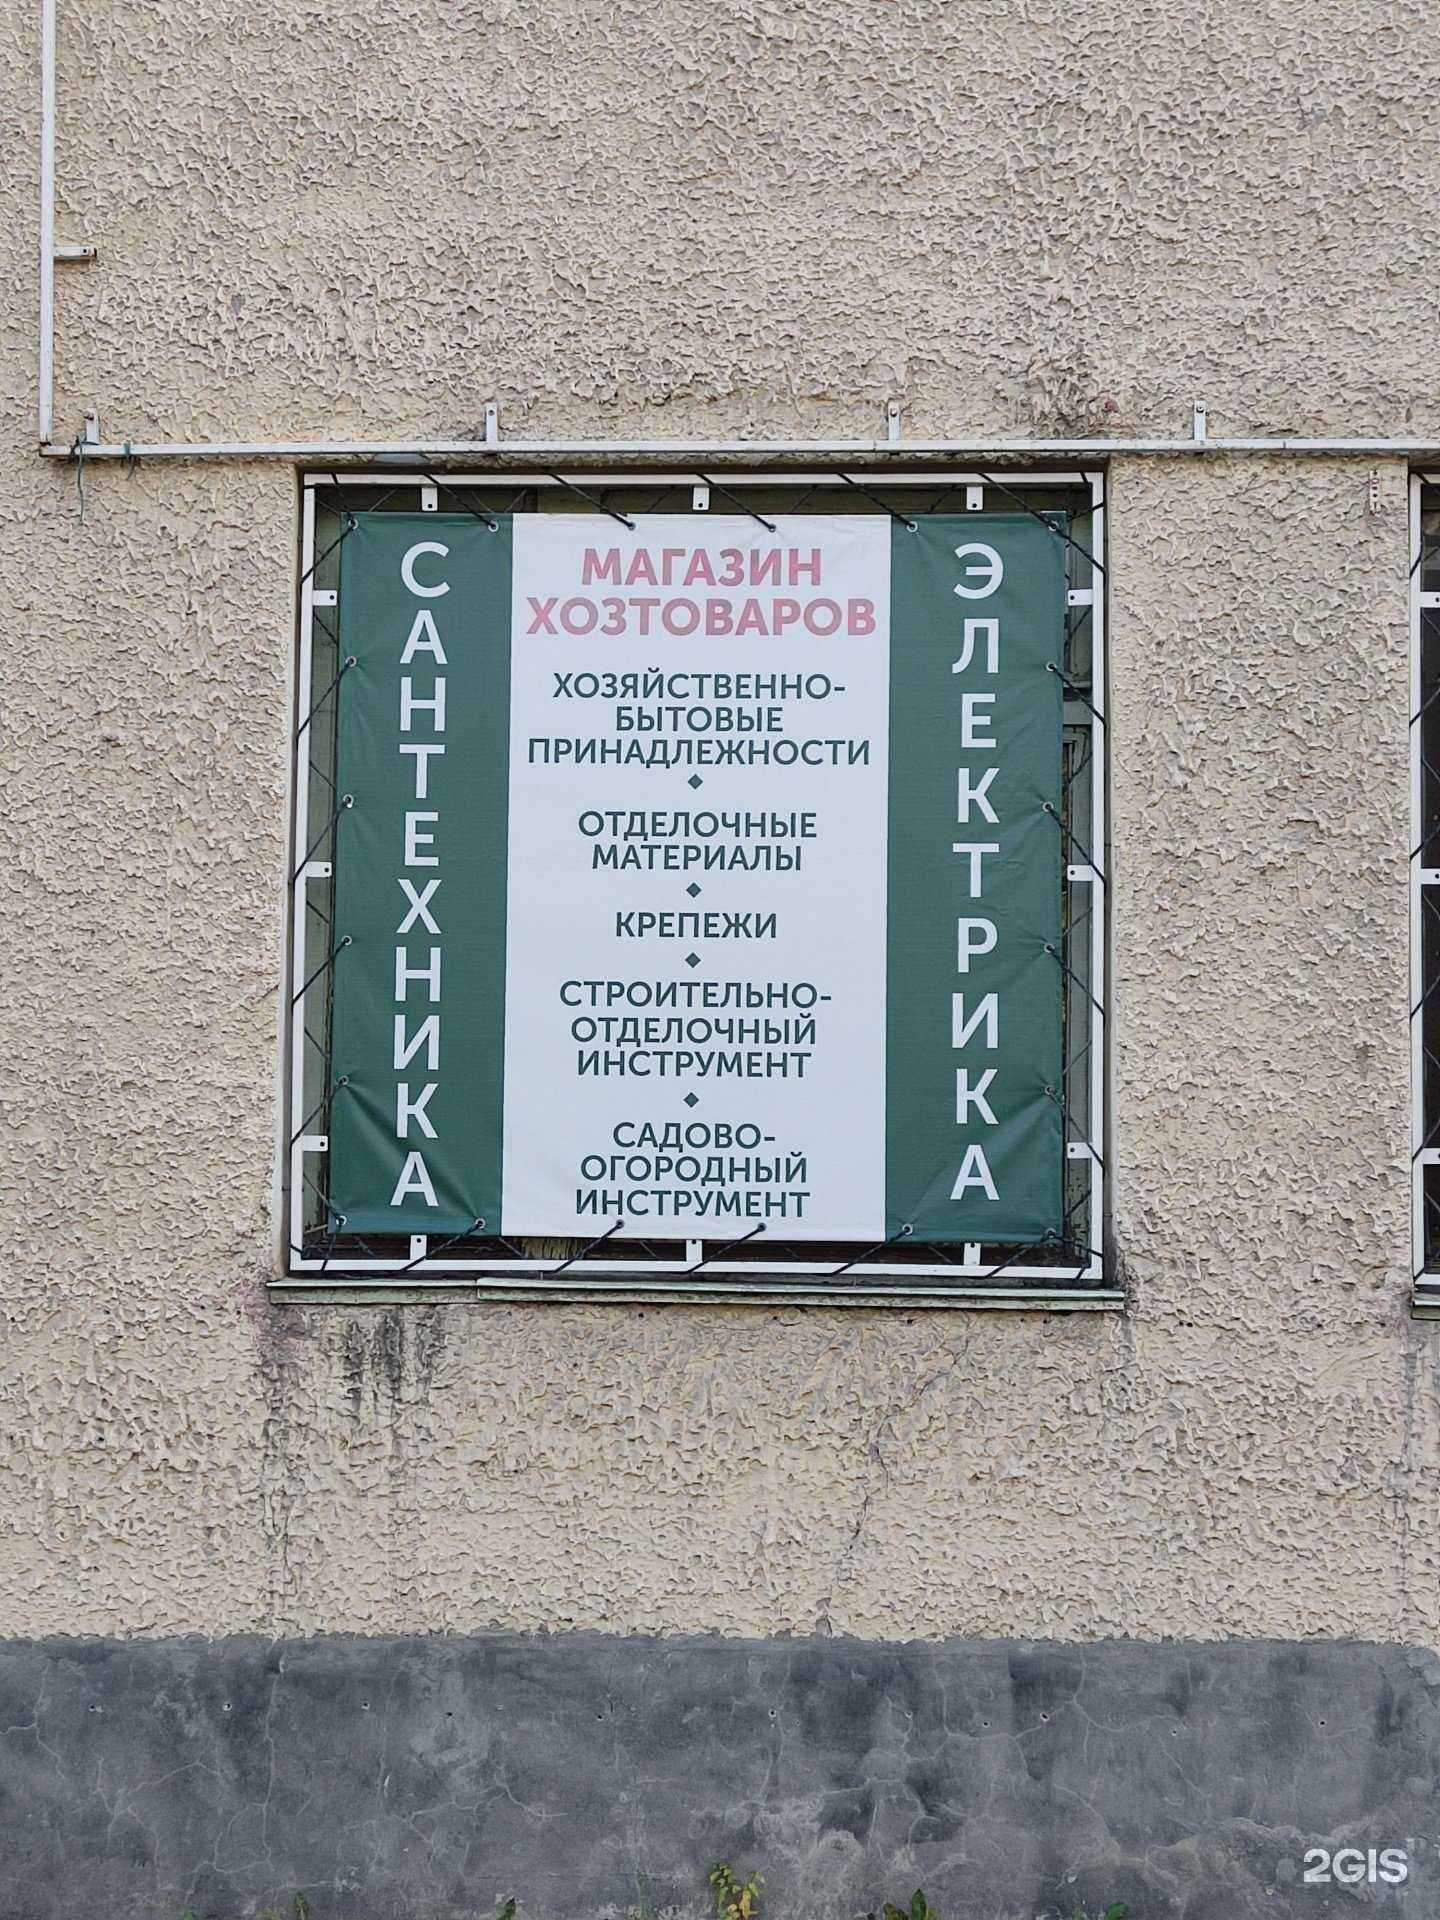 САНТЕХНИКА
МАГАЗИН
ХОЗТОВАРОВ
ХОЗЯЙСТВЕННО-
БЫТОВЫЕ
ПРИНАДЛЕЖНОСТИ
ОТДЕЛОЧНЫЕ
МАТЕРИАЛЫ
КРЕПЕЖИ
СТРОИТЕЛЬНО-
ОТДЕЛОЧНЫЙ
ИНСТРУМЕНТ
САДОВО-
ОГОРОДНЫЙ
ИНСТРУМЕНТ
ЭЛЕКТРИКА
2GIS